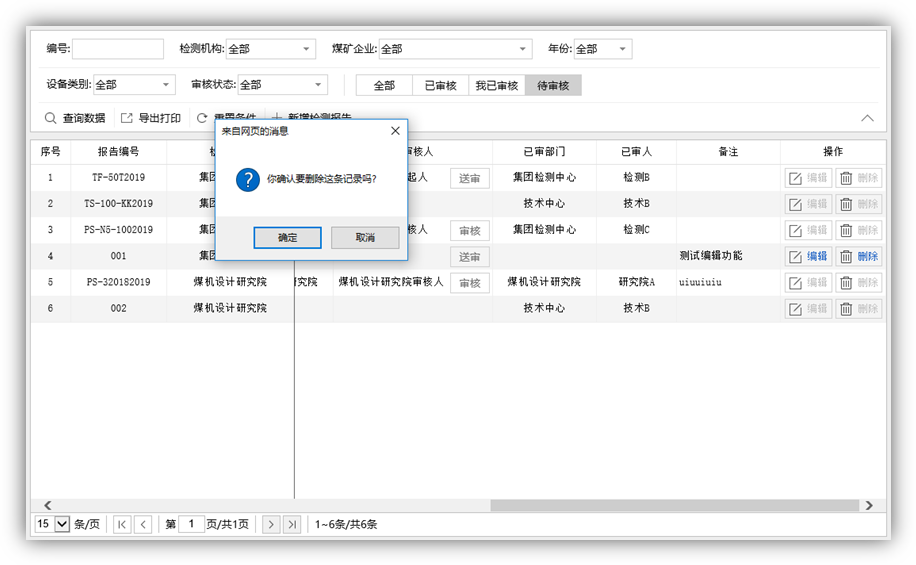 编号: 检测机构: 全部 煤矿企业: 全部 年份: 全部
设备类别: 全部 审核状态: 全部 全部 已审核 我已审核 待审核
查询数据 导出打印 重置条件 新增检测报告
来自网页的消息
你确认要删除这条记录吗?
确定 取消
序号 报告编号 核人 已审部门 已审人 备注 操作
1 TF-50T2019 集团 起人 送审 集团检测中心 检测B 编辑 删除
2 TS-100-KK2019 集团 技术中心 技术B 编辑 删除
3 PS-N5-1002019 集团 核人 审核 集团检测中心 检测C 编辑 删除
4 001 集团 送审 测试编辑功能 编辑 删除
5 PS-320182019 煤机设计研究院 研究院 煤机设计研究院审核人 审核 煤机设计研究院 研究院A uiuuiuiu 编辑 删除
6 002 煤机设计研究院 技术中心 技术B 编辑 删除
15 条/页 第 1 页/共1页 1~6条/共6条